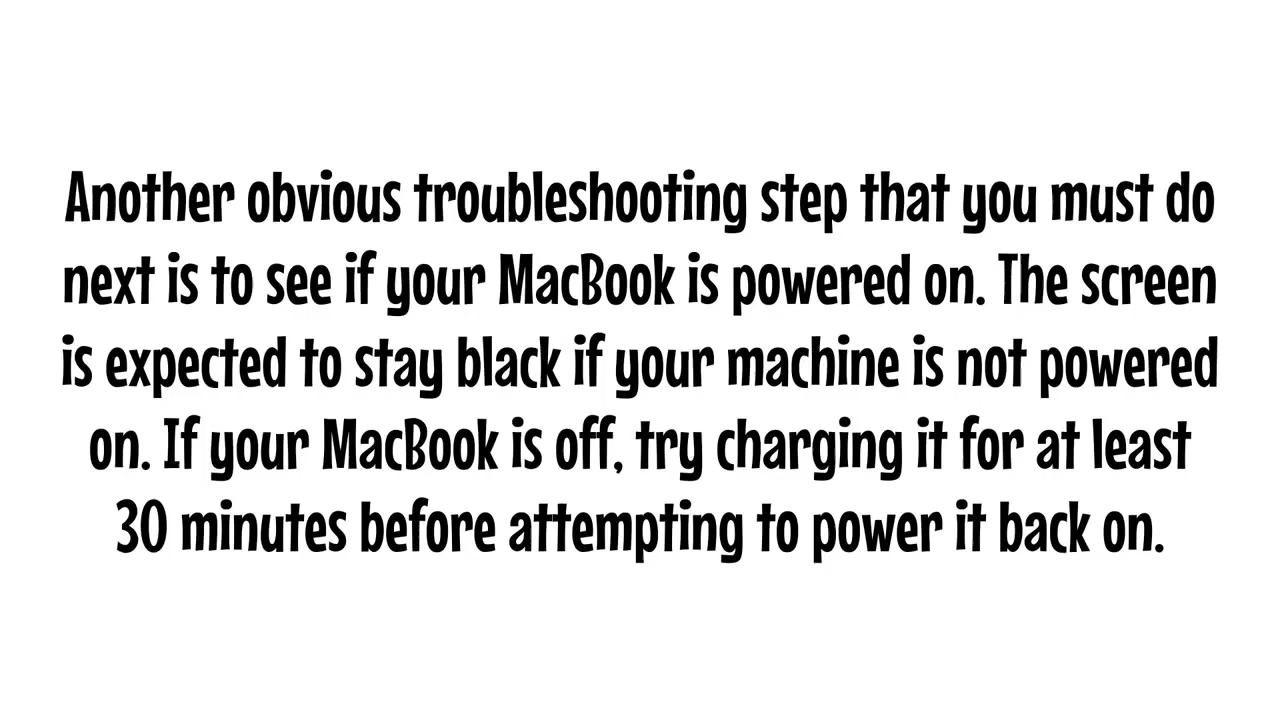 Another obvious troubleshooting step that you must do
next is to see if your MacBook is powered on. The screen
is expected to stay black if your machine is not powered
on. If your MacBook is off, try charging it for at least
30 minutes before attempting to power it back on.